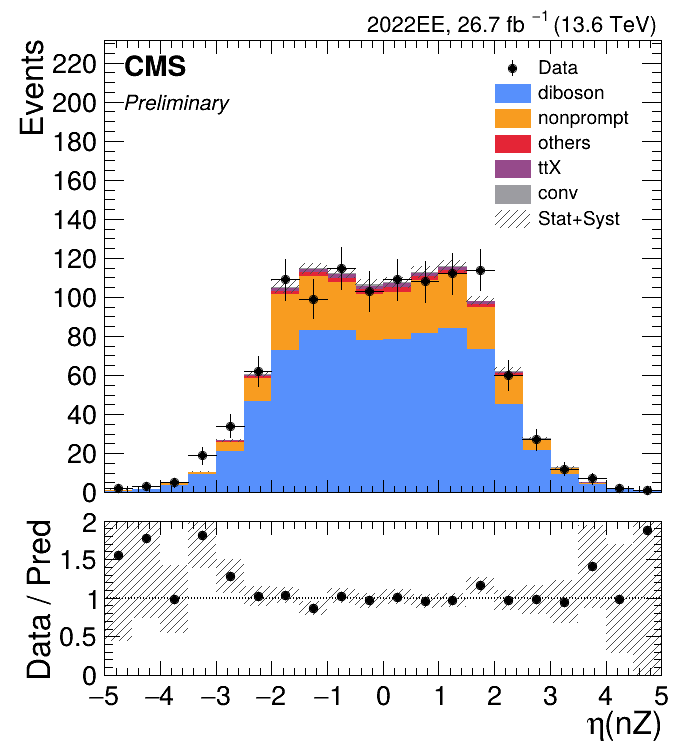 2022EE, 26.7 fb ⁻¹ (13.6 TeV)
Events
220
200
180
160
140
120
100
80
60
40
20
0
CMS
Preliminary
Data
diboson
nonprompt
others
ttX
conv
Stat+Syst
Data / Pred
2
1.5
1
0.5
0
−5 −4 −3 −2 −1 0 1 2 3 4 5
η(nZ)